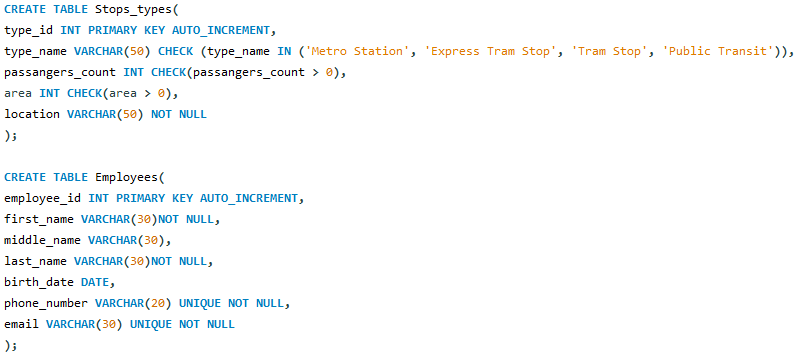 CREATE TABLE Stops_types(
type_id INT PRIMARY KEY AUTO_INCREMENT,
type_name VARCHAR(50) CHECK (type_name IN ('Metro Station', 'Express Tram Stop', 'Tram Stop', 'Public Transit')),
passangers_count INT CHECK(passangers_count > 0),
area INT CHECK(area > 0),
location VARCHAR(50) NOT NULL
);
CREATE TABLE Employees(
employee_id INT PRIMARY KEY AUTO_INCREMENT,
first_name VARCHAR(30)NOT NULL,
middle_name VARCHAR(30),
last_name VARCHAR(30)NOT NULL,
birth_date DATE,
phone_number VARCHAR(20) UNIQUE NOT NULL,
email VARCHAR(30) UNIQUE NOT NULL
);